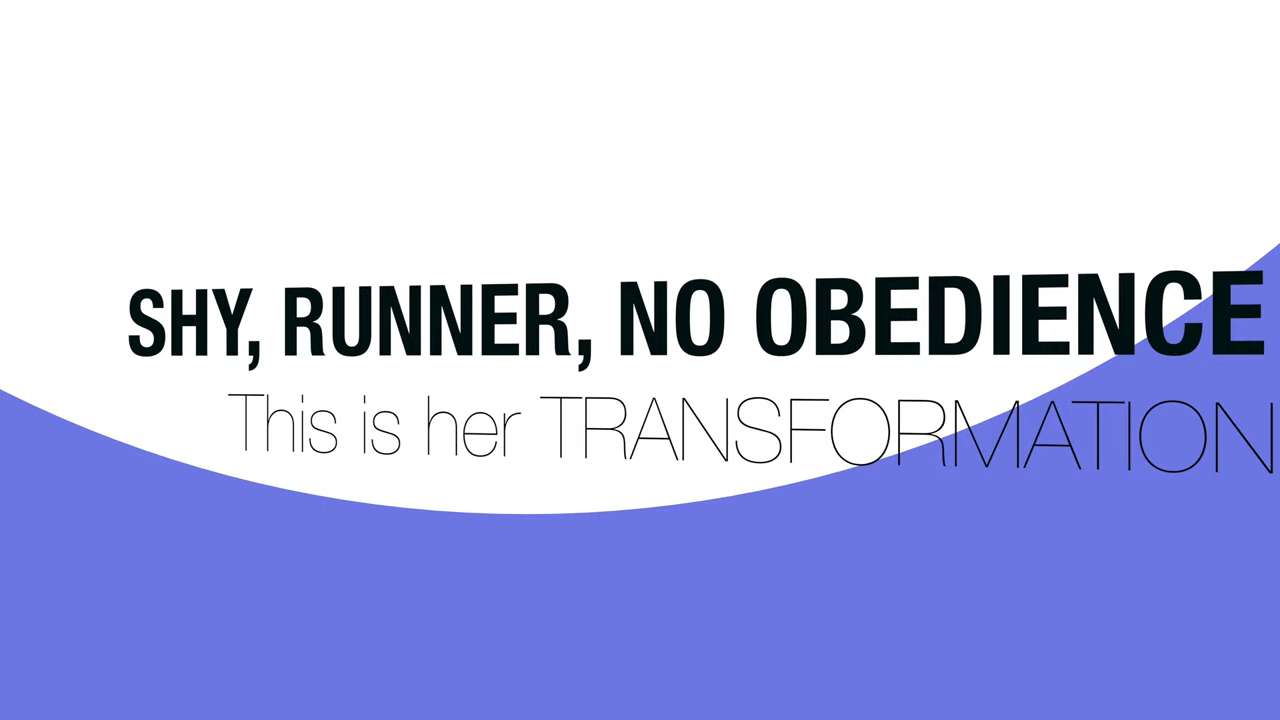 SHY, RUNNER, NO OBEDIENCE
This is her TRANSFORMATION